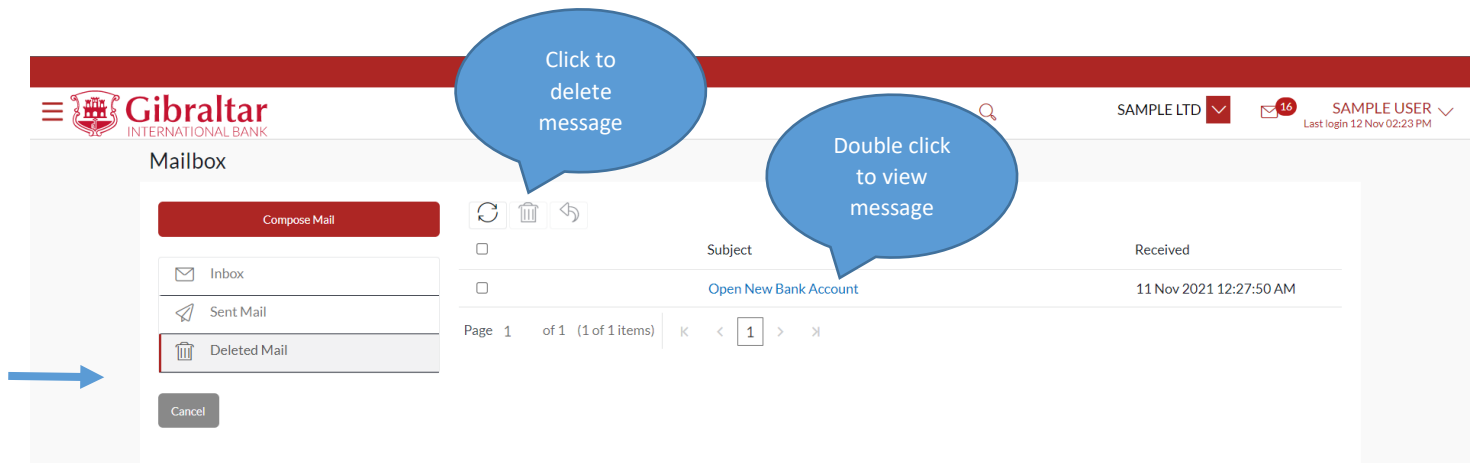 Click to
delete
message
Gibraltar
INTERNATIONAL BANK
SAMPLE LTD
16
SAMPLE USER
Last login 12 Nov 02:23 PM
Double click
to view
message
Mailbox
Compose Mail
Subject
Received
Inbox
Open New Bank Account
11 Nov 2021 12:27:50 AM
Sent Mail
Page 1 of 1 (1 of 1 items) 1
Deleted Mail
Cancel